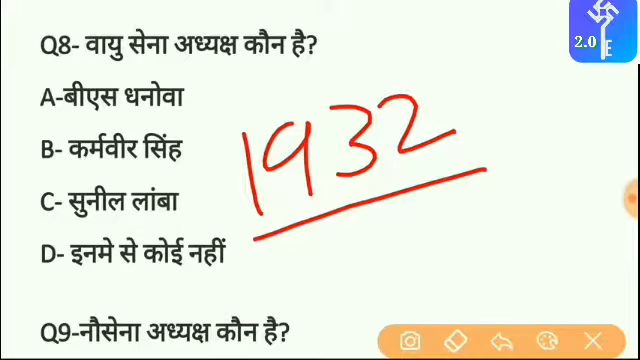 2.0 E
Q8- वायु सेना अध्यक्ष कौन है?
A-बीएस धनोवा
B- कर्मवीर सिंह
1932
C- सुनील लांबा
D- इनमे से कोई नहीं
Q9-नौसेना अध्यक्ष कौन है?